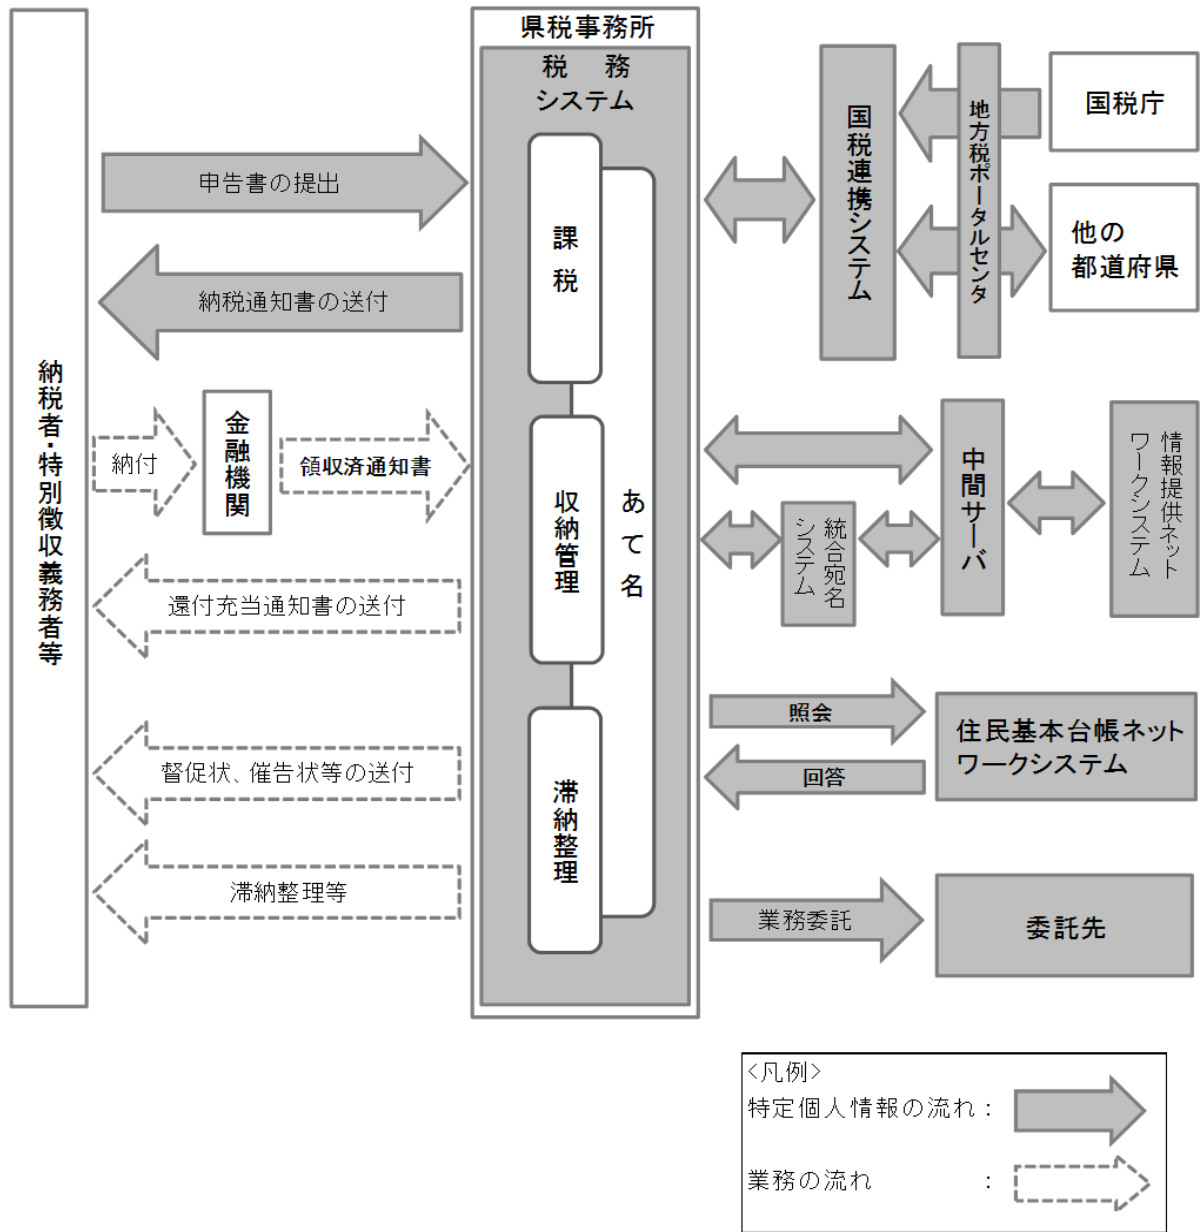 県税事務所
税 務
システム
課税
収納管理
滞納整理
あて名
納税者・特別徴収義務者等
申告書の提出
納税通知書の送付
納付
金融機関
領収済通知書
還付充当通知書の送付
督促状、催告状等の送付
滞納整理等
国税連携システム
地方税ポータルセンタ
国税庁
他の
都道府県
中間サーバ
統合宛名
システム
情報提供ネット
ワークシステム
照会
回答
住民基本台帳ネット
ワークシステム
業務委託
委託先
<凡例>
特定個人情報の流れ：
業務の流れ ：